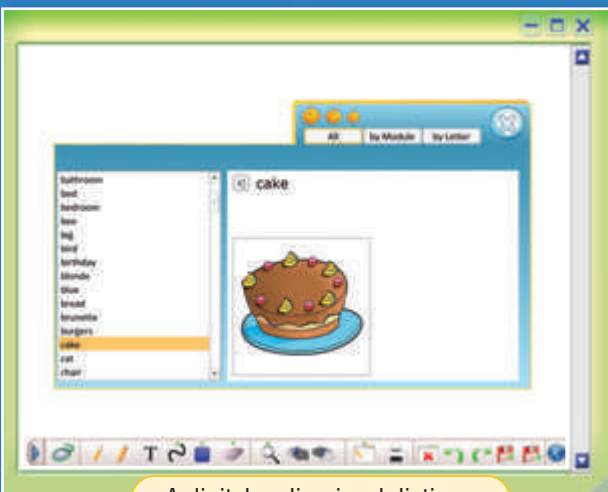 All by Module by Letter
bathroom
bed
bedroom
bee
big
bird
birthday
blonde
blue
bread
brunette
burgers
cake
cat
chair
cake
T